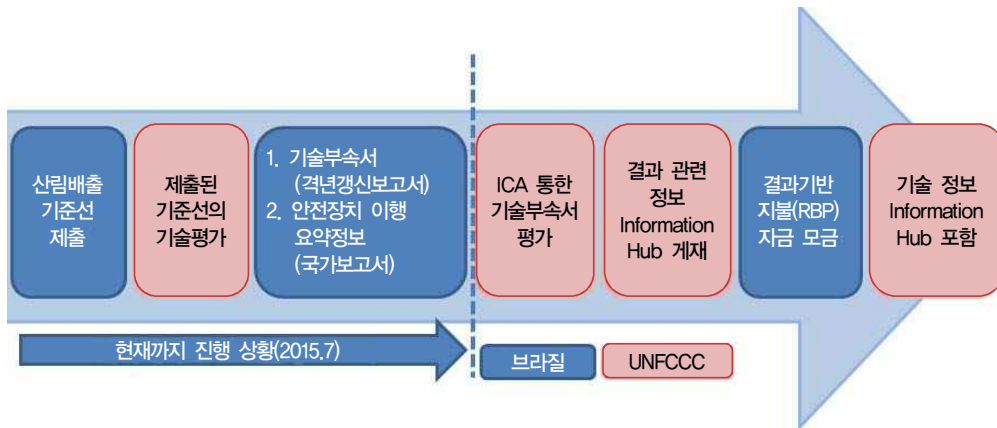 산림배출
기준선
제출
제출된
기준선의
기술평가
1. 기술부속서
(격년갱신보고서)
2. 안전장치 이행
요약정보
(국가보고서)
ICA 통한
기술부속서
평가
결과 관련
정보
Information
Hub 게재
결과기반
지불(RBP)
자금 모금
기술 정보
Information
Hub 포함
현재까지 진행 상황(2015.7)
브라질
UNFCCC